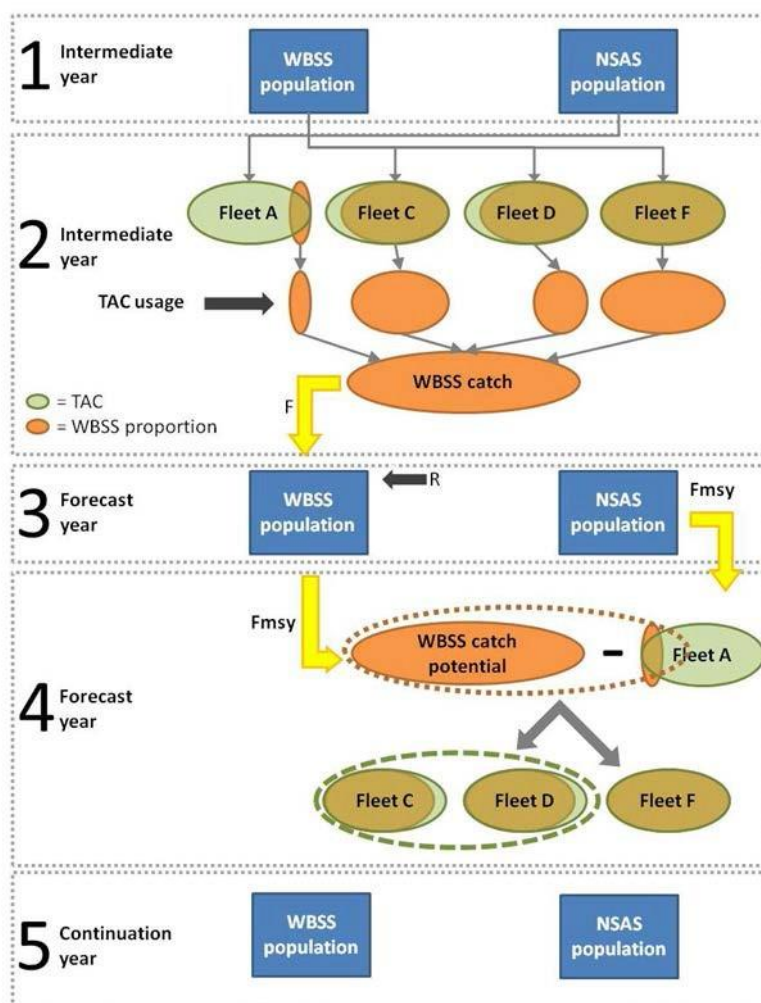 1 Intermediate
year
WBSS
population
NSAS
population
2 Intermediate
year
Fleet A
Fleet C
Fleet D
Fleet F
TAC usage
WBSS catch
= TAC
= WBSS proportion
F
3 Forecast
year
WBSS
population
R
NSAS
population
Fmsy
4 Forecast
year
Fmsy
WBSS catch
potential
-
Fleet A
Fleet C
Fleet D
Fleet F
5 Continuation
year
WBSS
population
NSAS
population